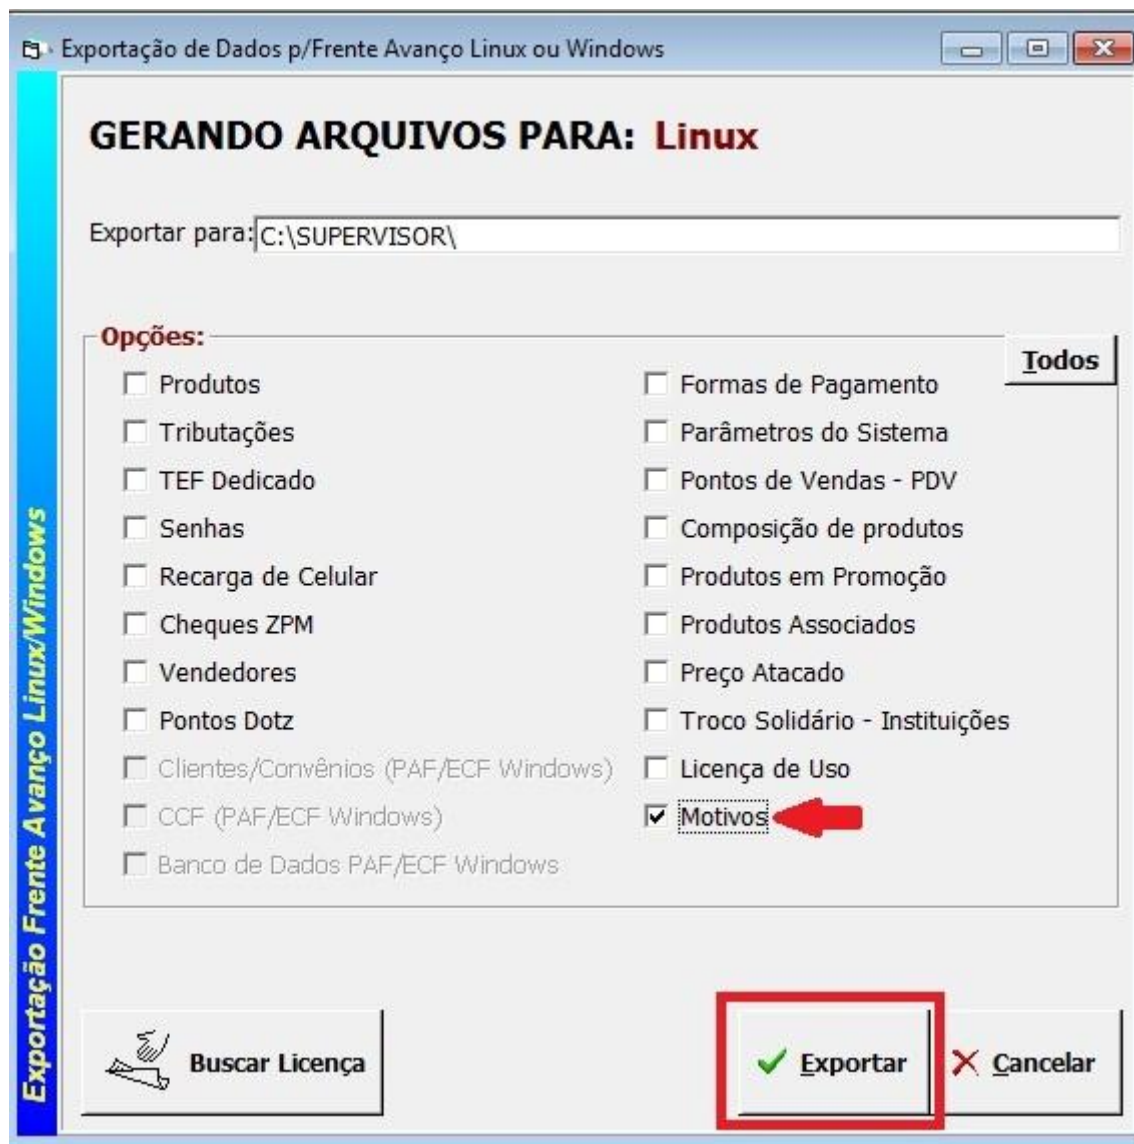 Exportação de Dados p/Frente Avanço Linux ou Windows
GERANDO ARQUIVOS PARA: Linux
Exportar para: C:\SUPERVISOR\
Opções:
Todos
Produtos
Tributações
TEF Dedicado
Senhas
Recarga de Celular
Cheques ZPM
Vendedores
Pontos Dotz
Clientes/Convênios (PAF/ECF Windows)
CCF (PAF/ECF Windows)
Banco de Dados PAF/ECF Windows
Formas de Pagamento
Parâmetros do Sistema
Pontos de Vendas - PDV
Composição de produtos
Produtos em Promoção
Produtos Associados
Preço Atacado
Troco Solidário - Instituições
Licença de Uso
Motivos
Exportação Frente Avanço Linux/Windows
Buscar Licença
Exportar
Cancelar